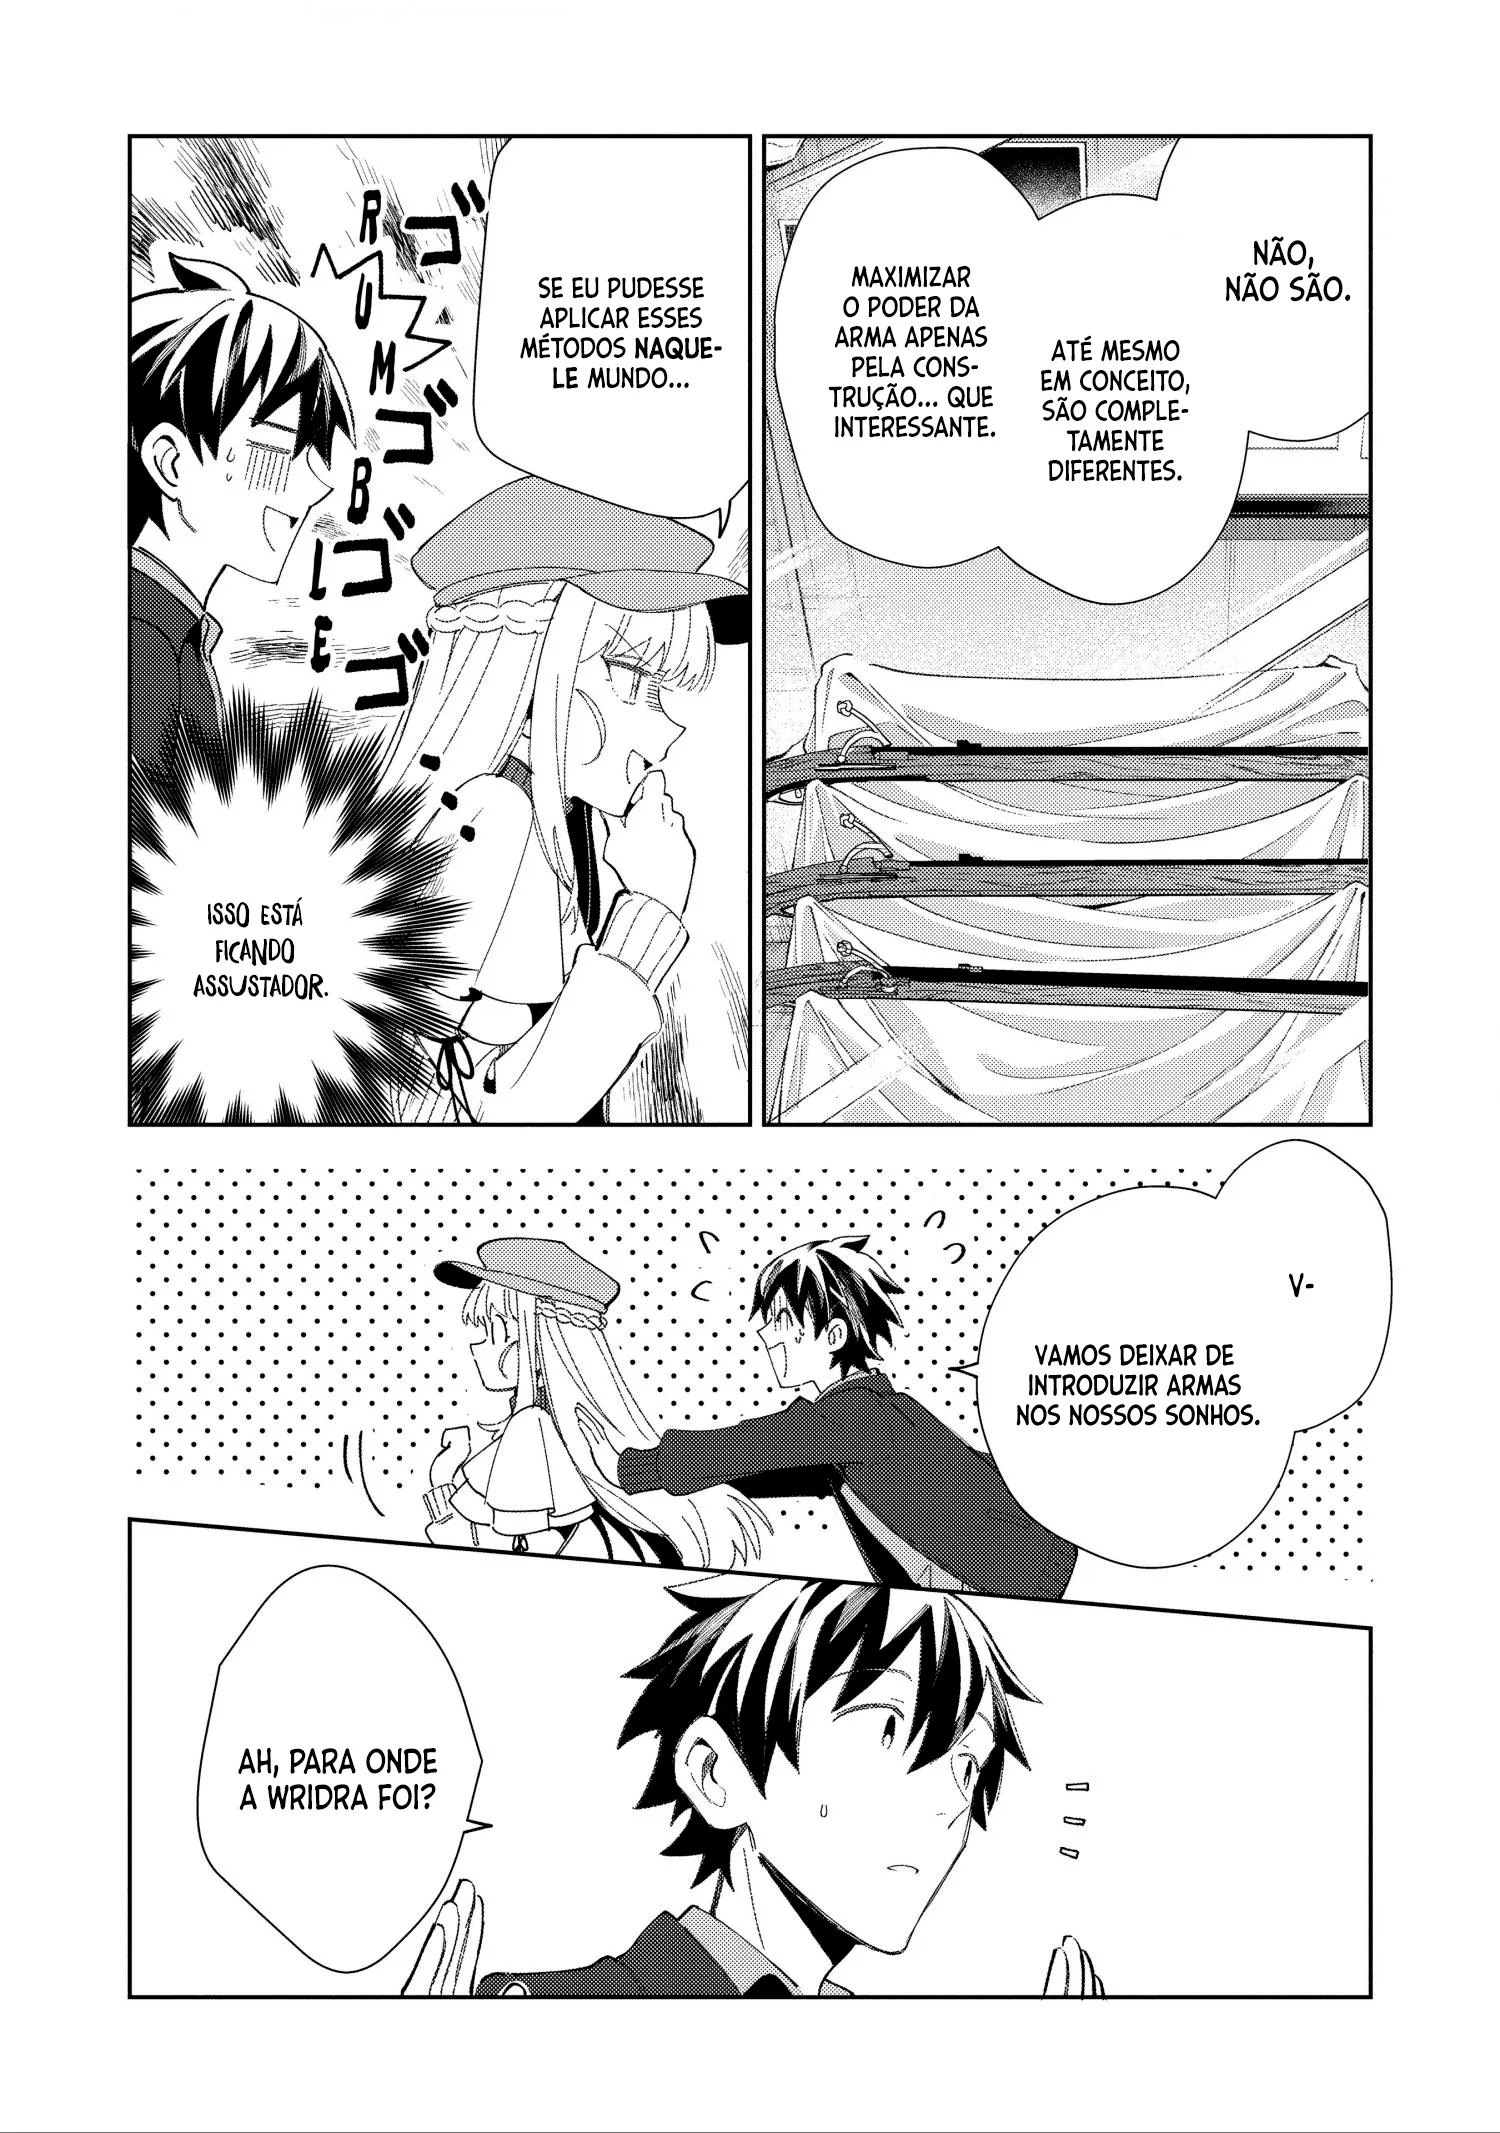 NÃO,
NÃO SÃO.
ATÉ MESMO
EM CONCEITO,
SÃO COMPLE-
TAMENTE
DIFERENTES.
MAXIMIZAR
O PODER DA
ARMA APENAS
PELA CONS-
TRUÇÃO... QUE
INTERESSANTE.
SE EU PUDESSE
APLICAR ESSES
MÉTODOS NAQUE-
LE MUNDO...
ゴゴゴゴ
RUMBLE
ISSO ESTÁ
FICANDO
ASSUSTADOR.
V-
VAMOS DEIXAR DE
INTRODUZIR ARMAS
NOS NOSSOS SONHOS.
AH, PARA ONDE
A WRIDRA FOI?